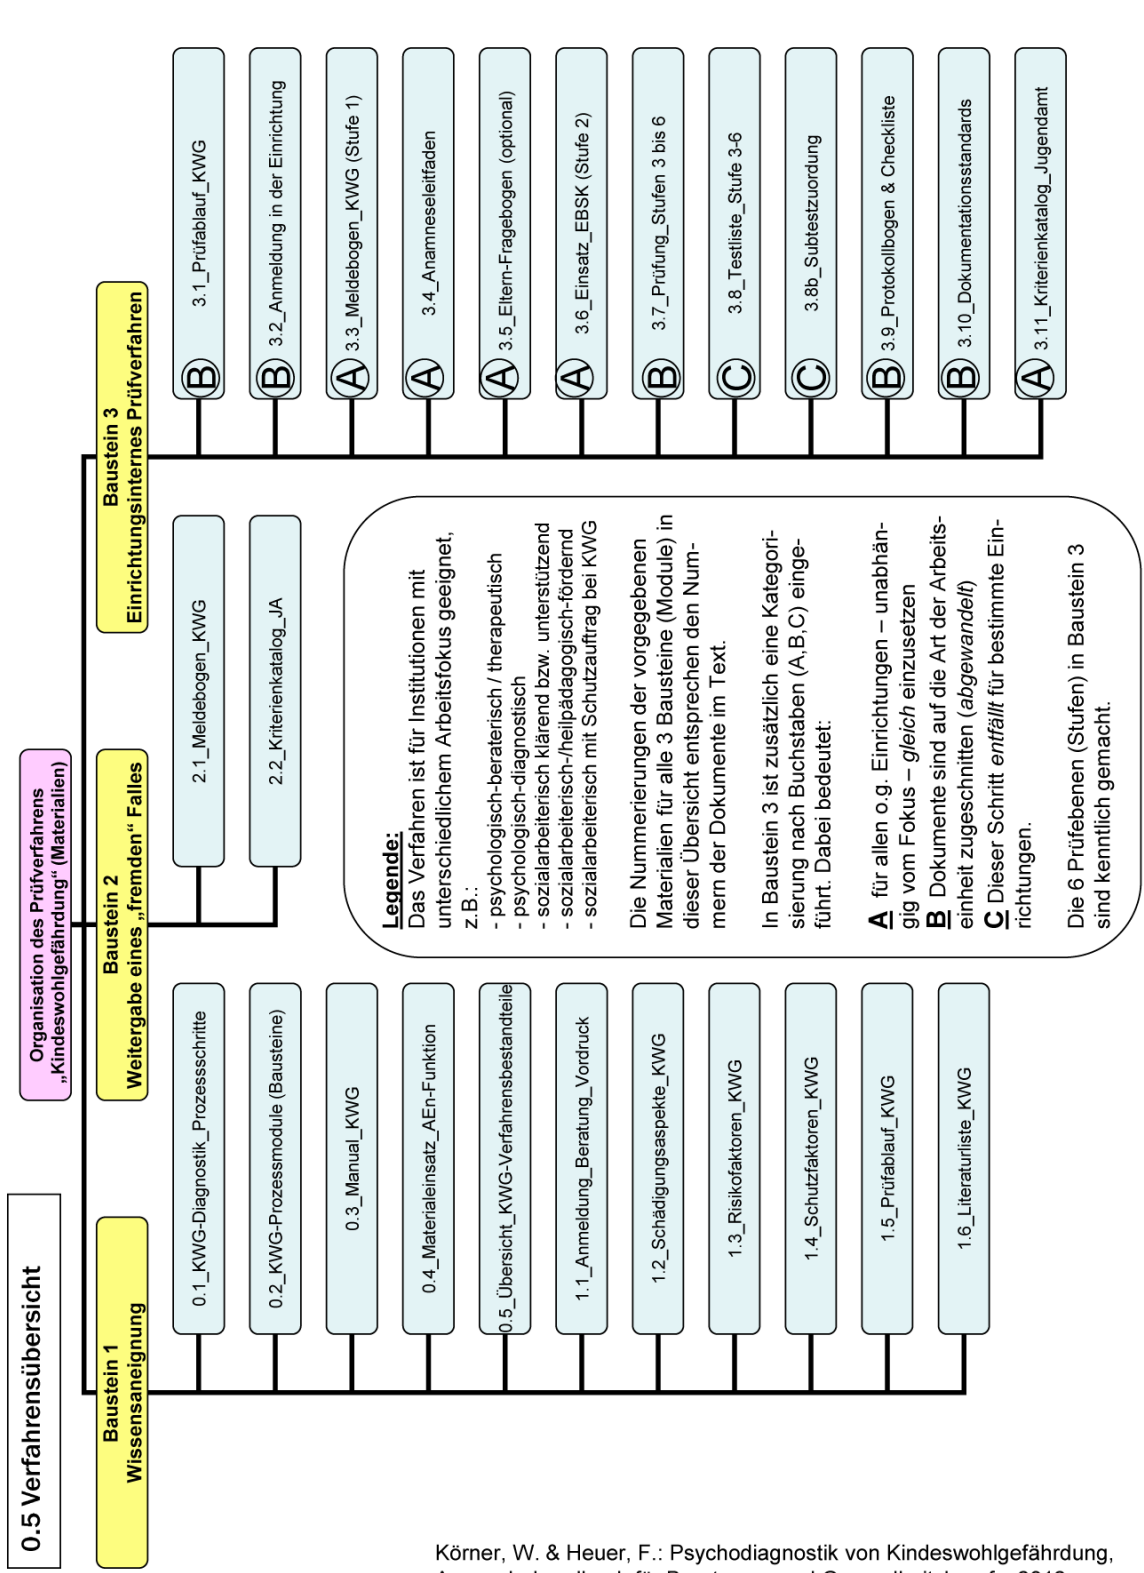 0.5 Verfahrensübersicht
Organisation des Prüfverfahrens
„Kindeswohlgefährdung“ (Materialien)
Baustein 1
Wissensaneignung
0.1_KWG-Diagnostik_Prozessschritte
0.2_KWG-Prozessmodule (Bausteine)
0.3_Manual_KWG
0.4_Materialeinsatz_AEn-Funktion
0.5_Übersicht_KWG-Verfahrensbestandteile
1.1_Anmeldung_Beratung_Vordruck
1.2_Schädigungsaspekte_KWG
1.3_Risikofaktoren_KWG
1.4_Schutzfaktoren_KWG
1.5_Prüfablauf_KWG
1.6_Literaturliste_KWG
Baustein 2
Weitergabe eines „fremden“ Falles
2.1_Meldebogen_KWG
2.2_Kriterienkatalog_JA
Baustein 3
Einrichtungsinternes Prüfverfahren
B 3.1_Prüfablauf_KWG
B 3.2_Anmeldung in der Einrichtung
A 3.3_Meldebogen_KWG (Stufe 1)
A 3.4_Anamneseleitfaden
A 3.5_Eltern-Fragebogen (optional)
A 3.6_Einsatz_EBSK (Stufe 2)
B 3.7_Prüfung_Stufen 3 bis 6
C 3.8_Testliste_Stufe 3-6
C 3.8b_Subtestzuordung
B 3.9_Protokollbogen & Checkliste
B 3.10_Dokumentationsstandards
A 3.11_Kriterienkatalog_Jugendamt
Legende:
Das Verfahren ist für Institutionen mit
unterschiedlichem Arbeitsfokus geeignet,
z.B.:
- psychologisch-beraterisch / therapeutisch
- psychologisch-diagnostisch
- sozialarbeiterisch klärend bzw. unterstützend
- sozialarbeiterisch-/heilpädagogisch-fördernd
- sozialarbeiterisch mit Schutzauftrag bei KWG
Die Nummerierungen der vorgegebenen
Materialien für alle 3 Bausteine (Module) in
dieser Übersicht entsprechen den Num-
mern der Dokumente im Text.
In Baustein 3 ist zusätzlich eine Kategori-
sierung nach Buchstaben (A,B,C) einge-
führt. Dabei bedeutet:
A für allen o.g. Einrichtungen – unabhän-
gig vom Fokus – gleich einzusetzen
B Dokumente sind auf die Art der Arbeits-
einheit zugeschnitten (abgewandelt)
C Dieser Schritt entfällt für bestimmte Ein-
richtungen.
Die 6 Prüfebenen (Stufen) in Baustein 3
sind kenntlich gemacht.
Körner, W. & Heuer, F.: Psychodiagnostik von Kindeswohlgefährdung,